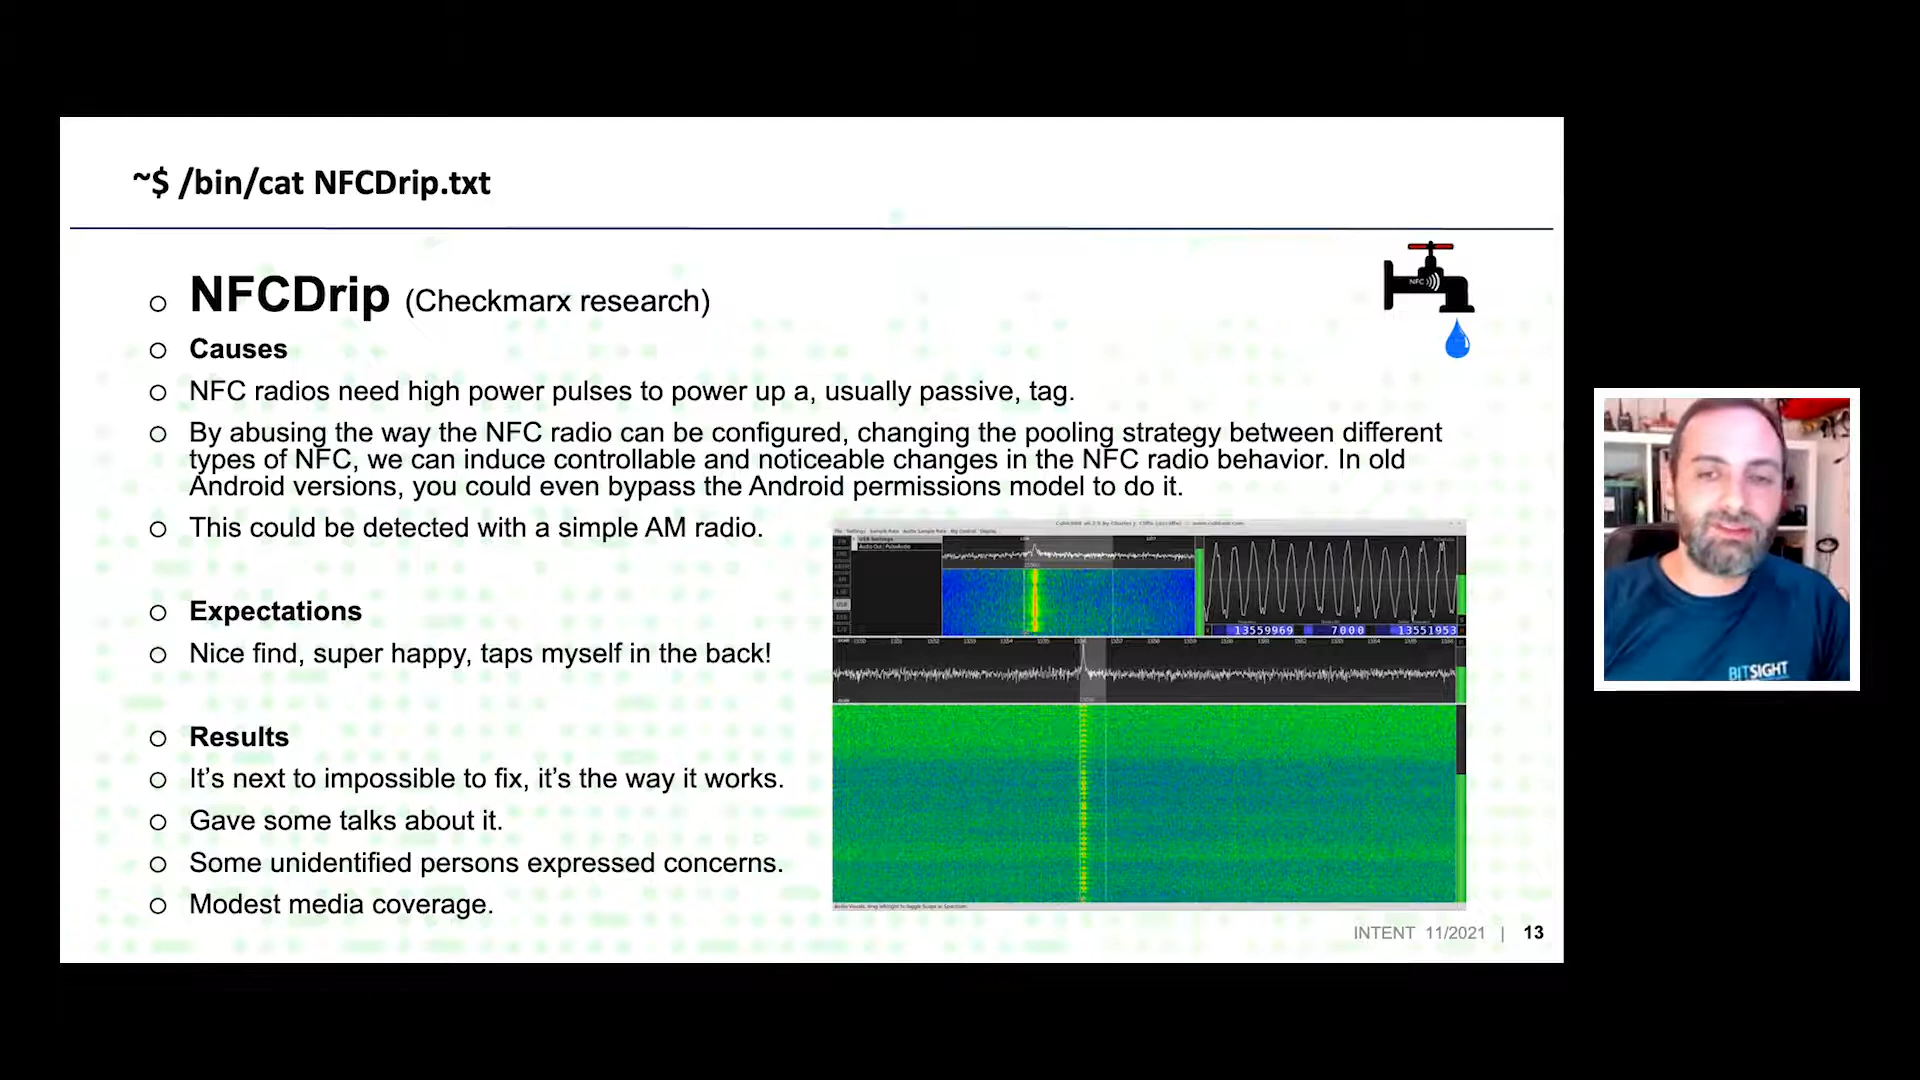 ~$ /bin/cat NFCDrip.txt
NFC
NFCDrip (Checkmarx research)
Causes
NFC radios need high power pulses to power up a, usually passive, tag.
By abusing the way the NFC radio can be configured, changing the pooling strategy between different
types of NFC, we can induce controllable and noticeable changes in the NFC radio behavior. In old
Android versions, you could even bypass the Android permissions model to do it.
This could be detected with a simple AM radio.
13559969 7000 13551953
Expectations
Nice find, super happy, taps myself in the back!
Results
It's next to impossible to fix, it's the way it works.
Gave some talks about it.
Some unidentified persons expressed concerns.
Modest media coverage.
INTENT 11/2021 | 13
BITSIGHT